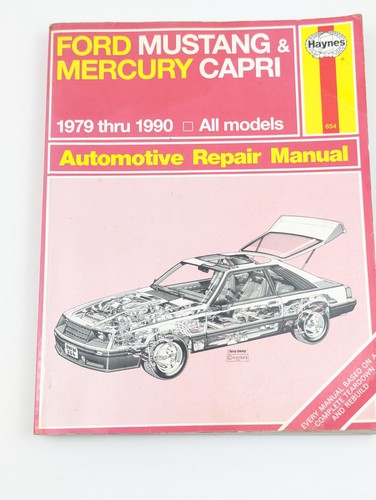 FORD MUSTANG &
MERCURY CAPRI
Haynes
1979 thru 1990 □ All models
654
Automotive Repair Manual
EVERY MANUAL BASED ON A
COMPLETE TEARDOWN
AND REBUILD